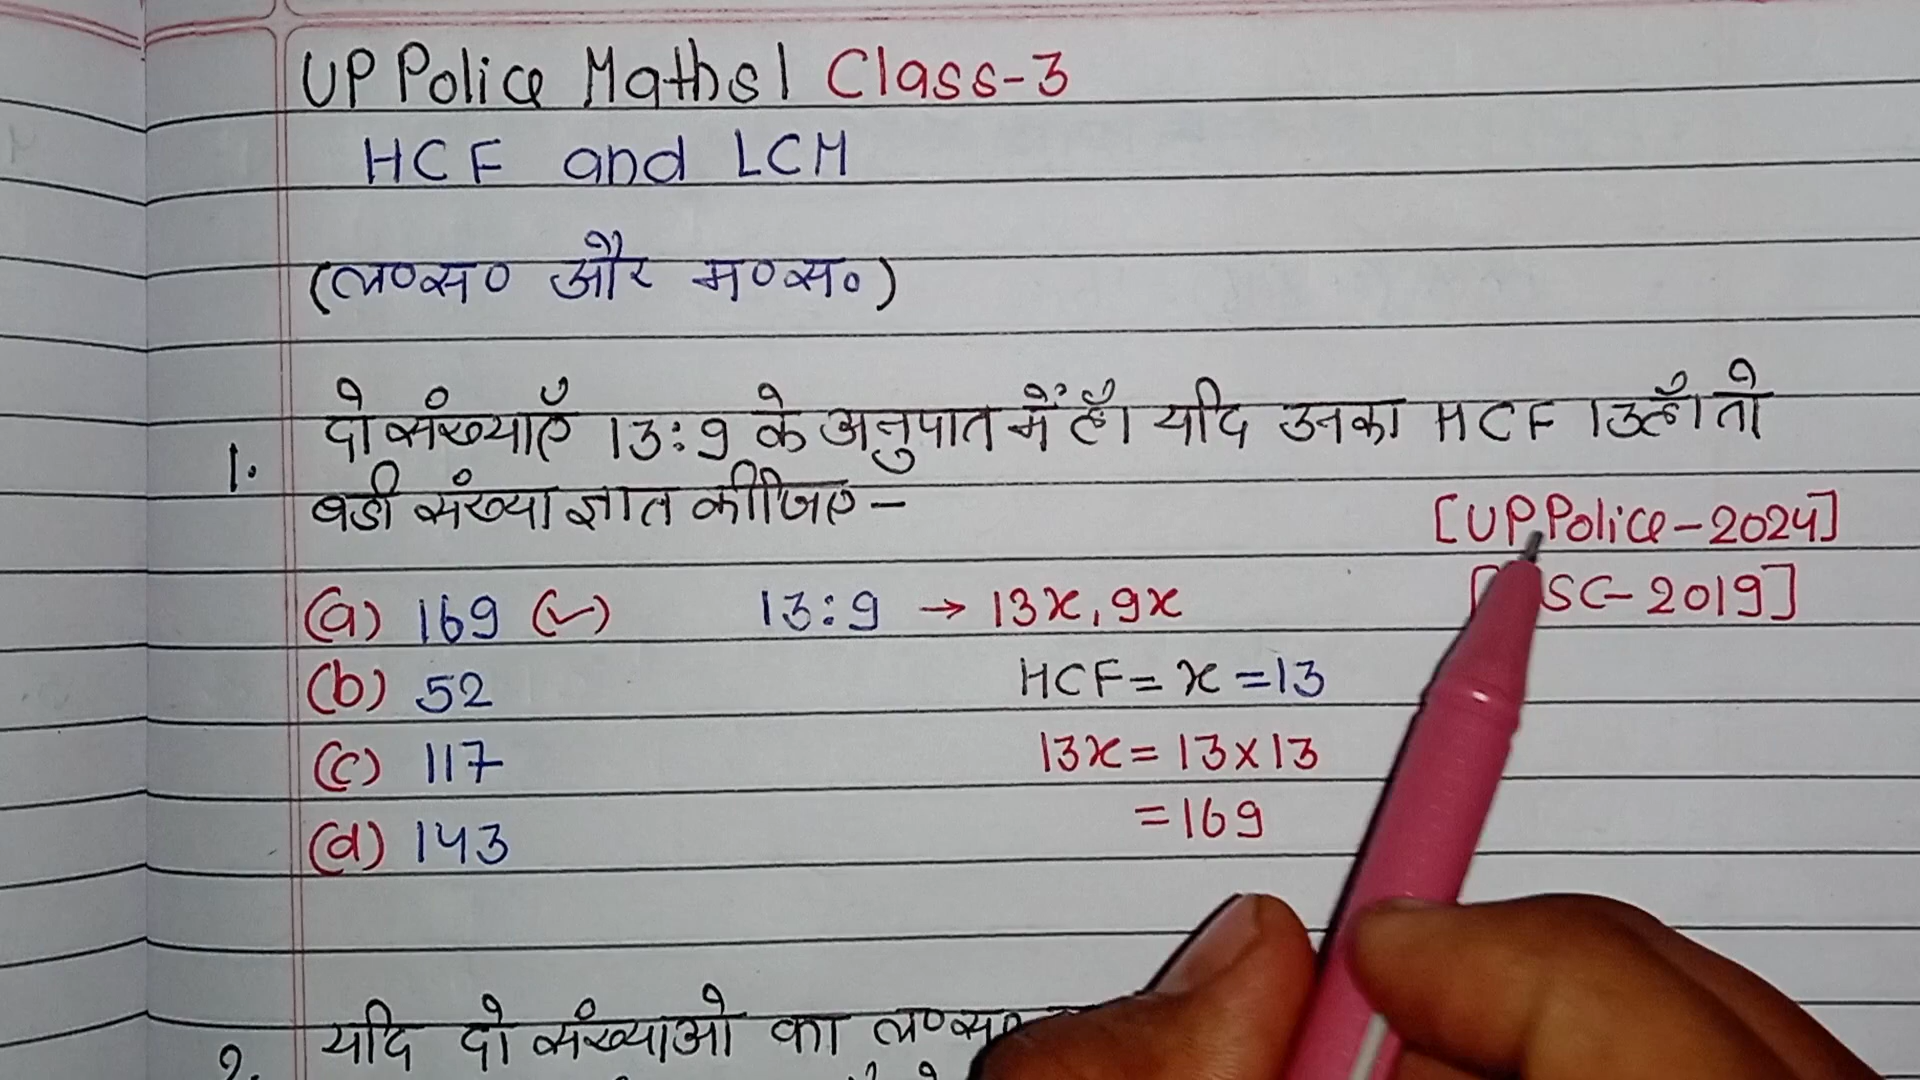 UP Police Maths| Class-3
HCF and LCM
(ल०स० और म०स०)
1. दो संख्याएँ 13:9 के अनुपात में हैं। यदि उनका HCF 13 है। तो
बडी संख्या ज्ञात कीजिए -
[UP Police-2024]
(a) 169 (✓) 13:9 → 13x, 9x
SC-2019]
(b) 52 HCF = x = 13
(c) 117 13x = 13×13
= 169
(d) 143
2. यदि दो संख्याओ का ल०स०